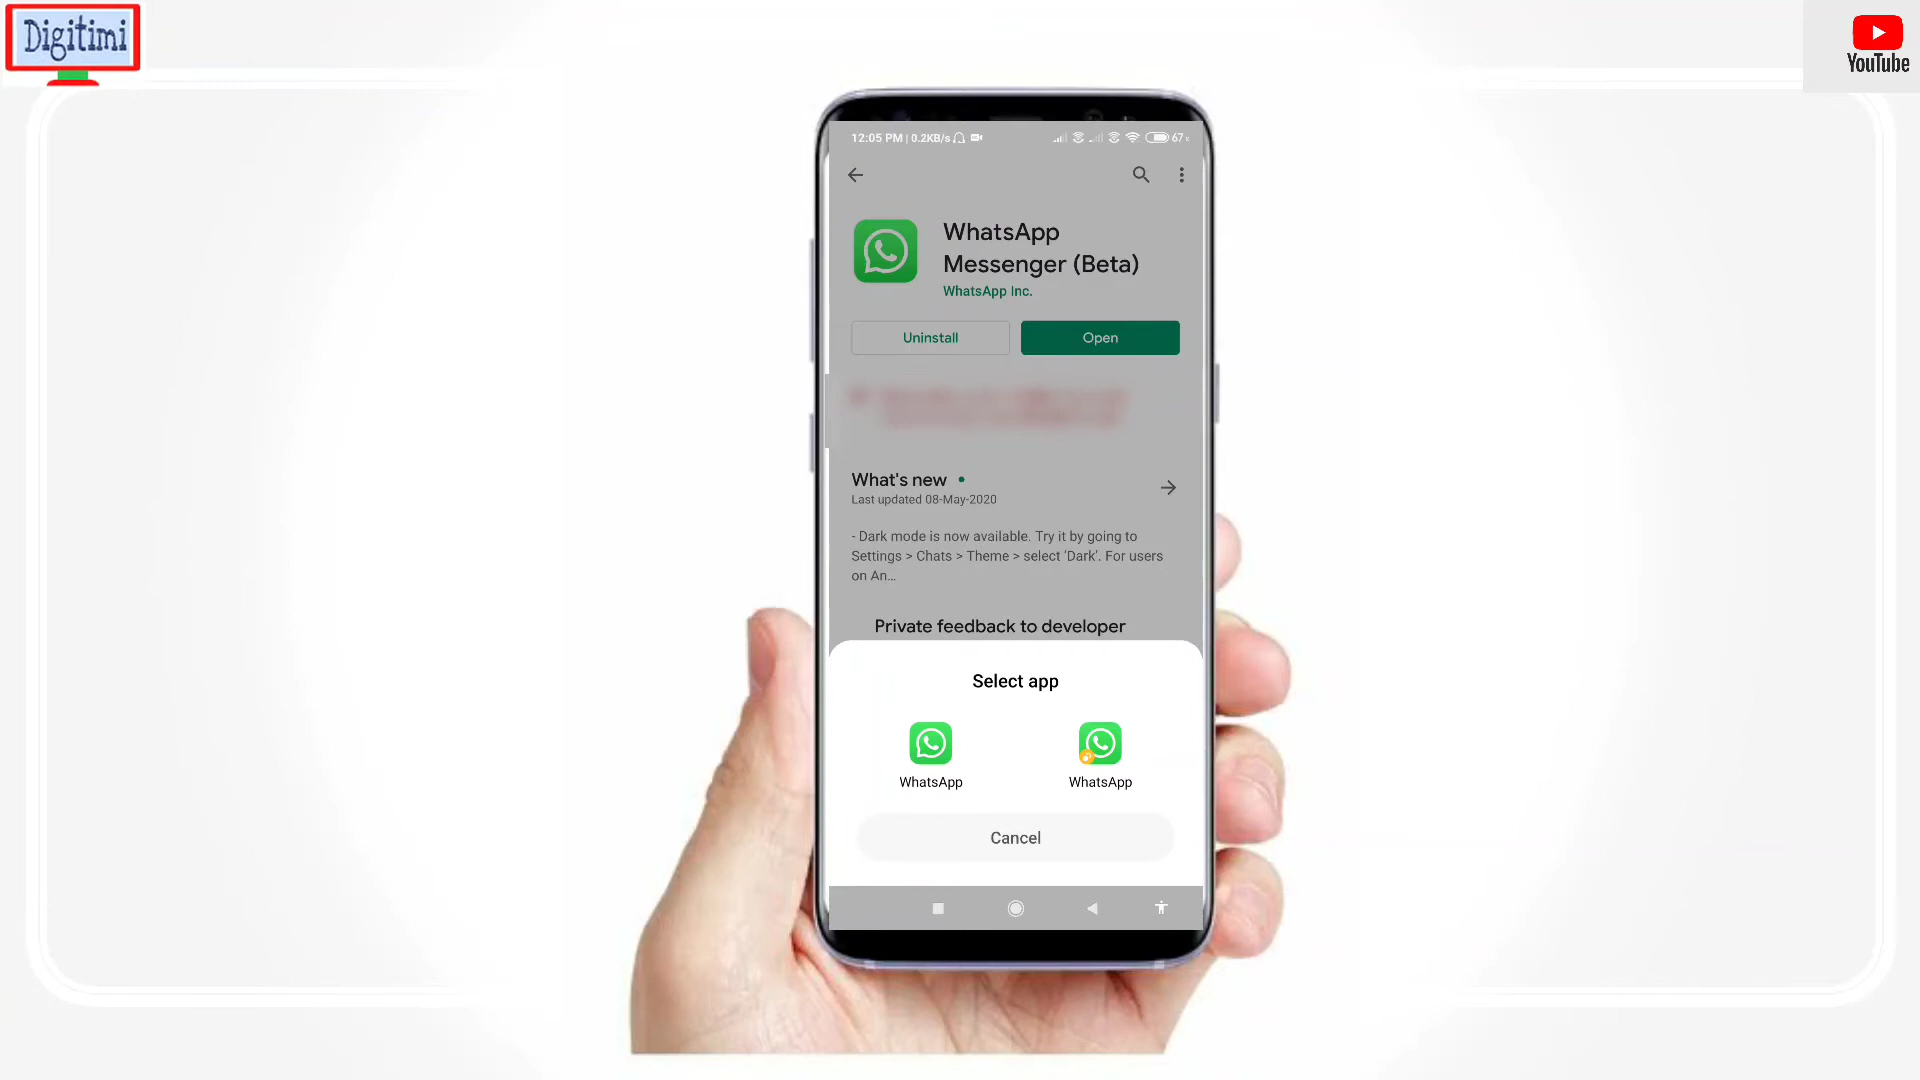 Digitimi
YouTube
12:05 PM | 0.2KB/s
67
WhatsApp
Messenger (Beta)
WhatsApp Inc.
Uninstall
Open
What's new
Last updated 08-May-2020
- Dark mode is now available. Try it by going to
Settings > Chats > Theme > select ‘Dark’. For users
on An...
Private feedback to developer
Select app
WhatsApp
WhatsApp
Cancel